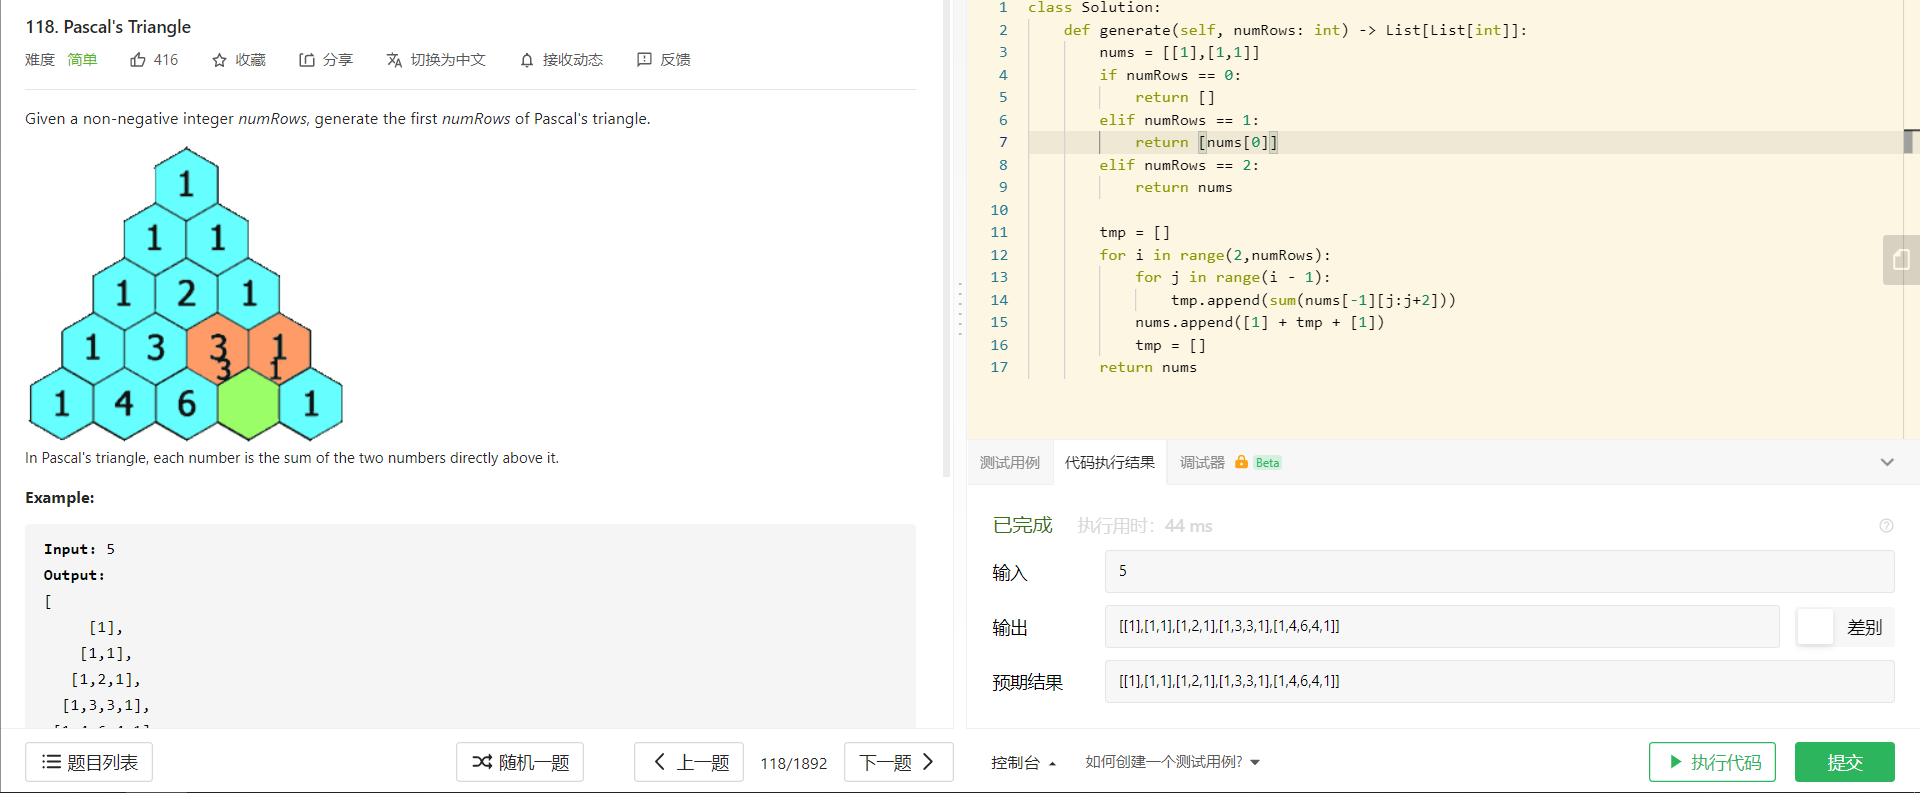 118. Pascal's Triangle
难度 简单 416 收藏 分享 切换为中文 接收动态 反馈
Given a non-negative integer numRows, generate the first numRows of Pascal's triangle.
1
1 1
1 2 1
1 3 3 1
3 1
1 4 6 1
In Pascal's triangle, each number is the sum of the two numbers directly above it.
Example:
Input: 5
Output:
[
[1],
[1,1],
[1,2,1],
[1,3,3,1],
[1,4,6,4,1]
题目列表 随机一题 上一题 118/1892 下一题
1 class Solution:
2 def generate(self, numRows: int) -> List[List[int]]:
3 nums = [[1],[1,1]]
4 if numRows == 0:
5 return []
6 elif numRows == 1:
7 return [nums[0]]
8 elif numRows == 2:
9 return nums
10
11 tmp = []
12 for i in range(2,numRows):
13 for j in range(i - 1):
14 tmp.append(sum(nums[-1][j:j+2]))
15 nums.append([1] + tmp + [1])
16 tmp = []
17 return nums
测试用例 代码执行结果 调试器 Beta
已完成 执行用时: 44 ms
输入 5
输出 [[1],[1,1],[1,2,1],[1,3,3,1],[1,4,6,4,1]] 差别
预期结果 [[1],[1,1],[1,2,1],[1,3,3,1],[1,4,6,4,1]]
控制台 如何创建一个测试用例? 执行代码 提交